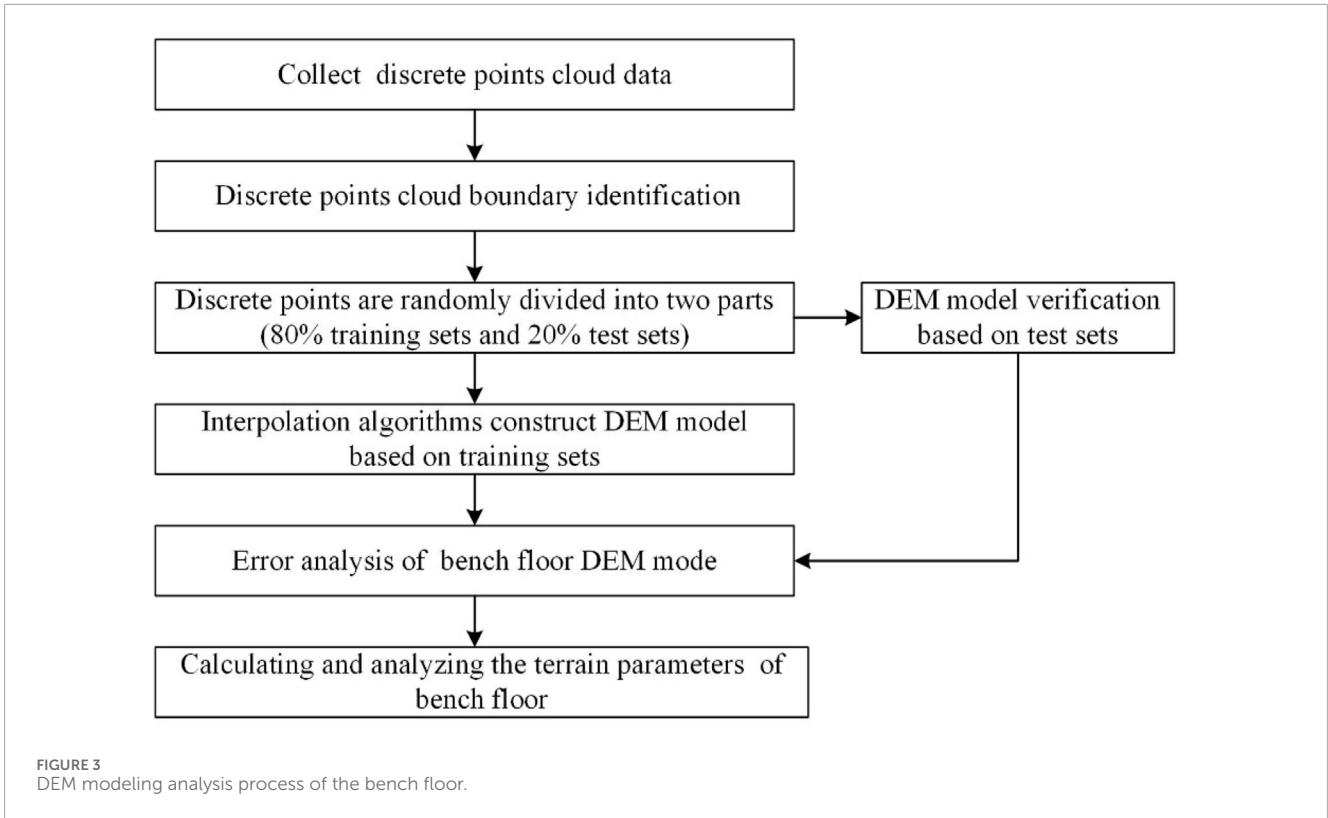 Collect discrete points cloud data
Discrete points cloud boundary identification
Discrete points are randomly divided into two parts
(80% training sets and 20% test sets)
DEM model verification
based on test sets
Interpolation algorithms construct DEM model
based on training sets
Error analysis of bench floor DEM mode
Calculating and analyzing the terrain parameters of
bench floor
FIGURE 3
DEM modeling analysis process of the bench floor.